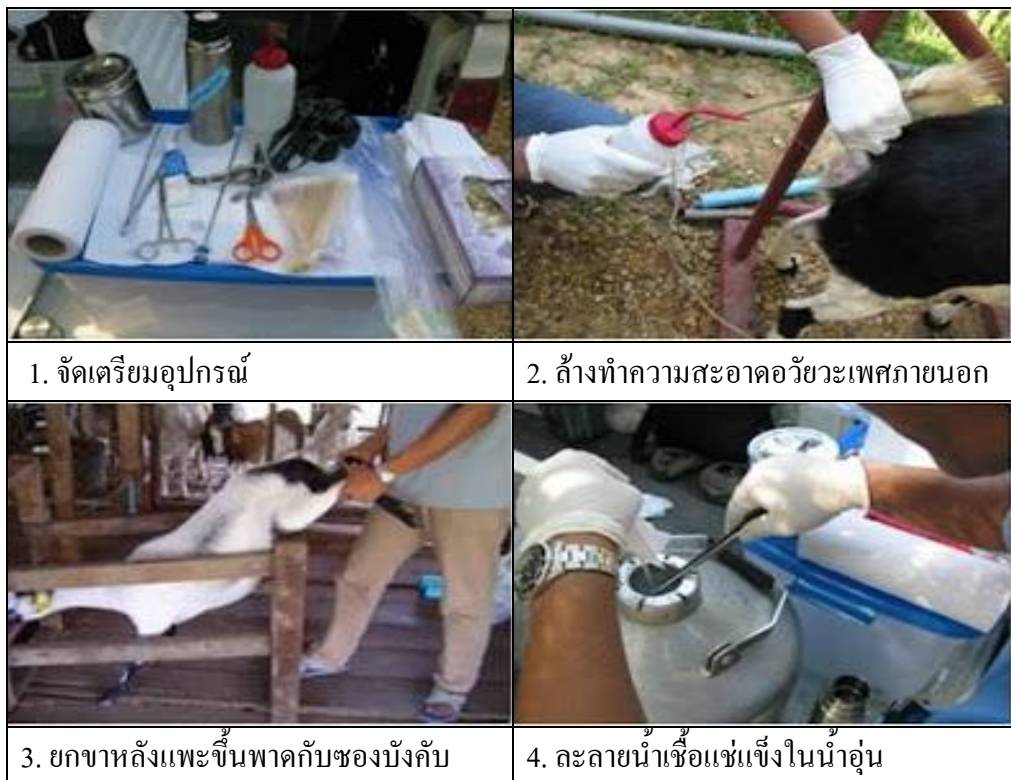 1. จัดเตรียมอุปกรณ์
2. ล้างทำความสะอาดอวัยวะเพศภายนอก
3. ยกขาหลังแพะขึ้นพาดกับซองบังคับ
4. ละลายน้ำเชื้อแช่แข็งในน้ำอุ่น